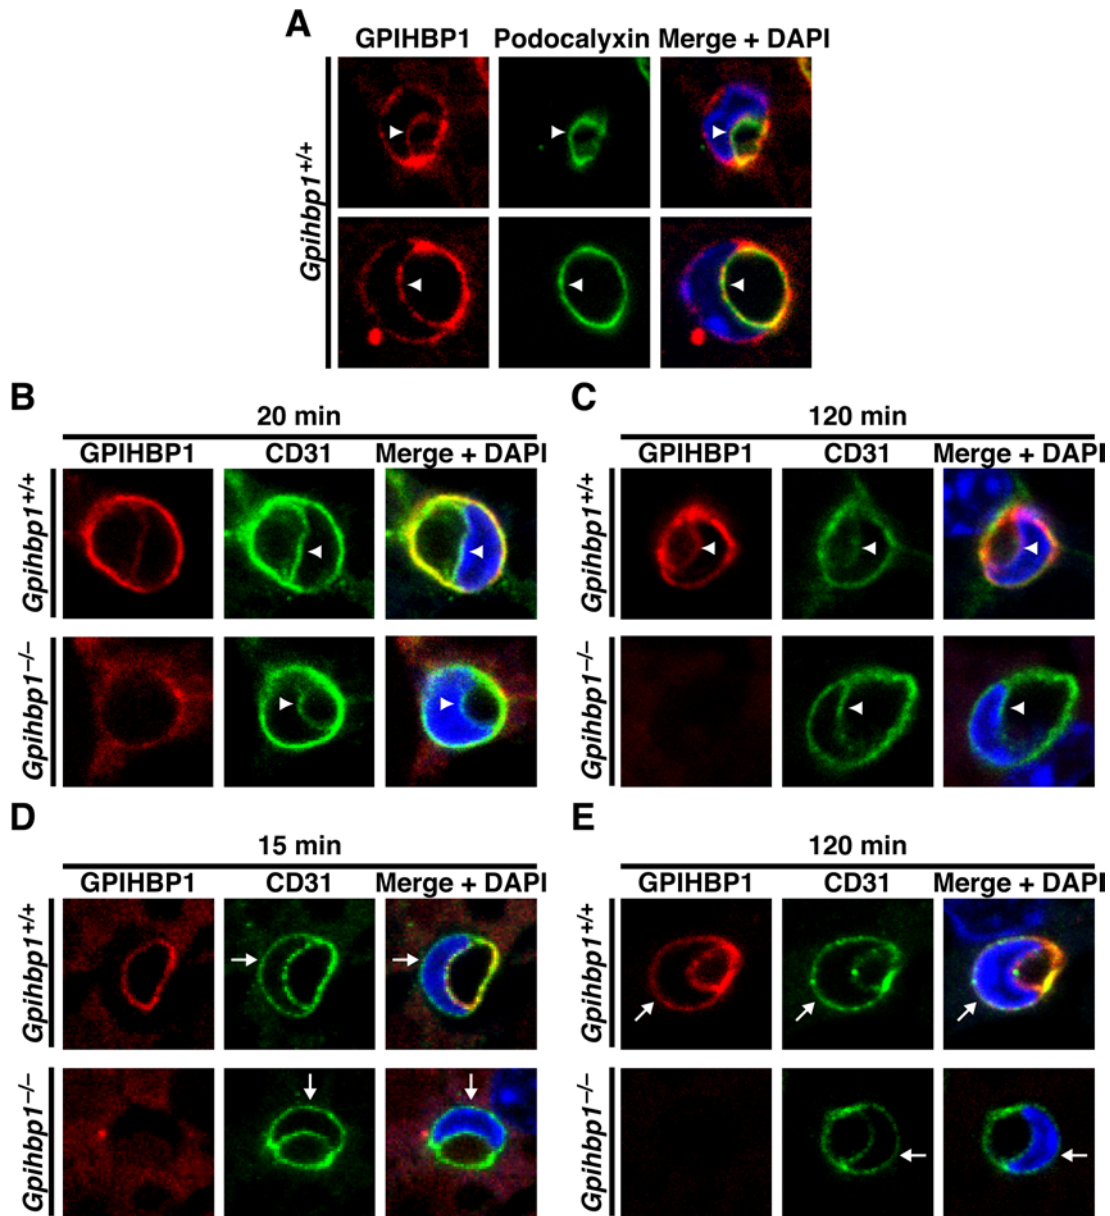 A
GPIHBP1 Podocalyxin Merge + DAPI
Gpihbp1+/+
B
20 min
GPIHBP1 CD31 Merge + DAPI
Gpihbp1+/+
Gpihbp1−/−
C
120 min
GPIHBP1 CD31 Merge + DAPI
Gpihbp1+/+
Gpihbp1−/−
D
15 min
GPIHBP1 CD31 Merge + DAPI
Gpihbp1+/+
Gpihbp1−/−
E
120 min
GPIHBP1 CD31 Merge + DAPI
Gpihbp1+/+
Gpihbp1−/−